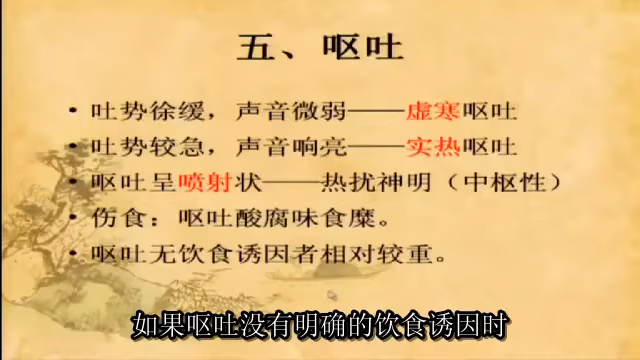 五、呕吐
• 吐势徐缓，声音微弱——虚寒呕吐
• 吐势较急，声音响亮——实热呕吐
• 呕吐呈喷射状——热扰神明（中枢性）
• 伤食：呕吐酸腐味食糜。
• 呕吐无饮食诱因者相对较重。
如果呕吐没有明确的饮食诱因时